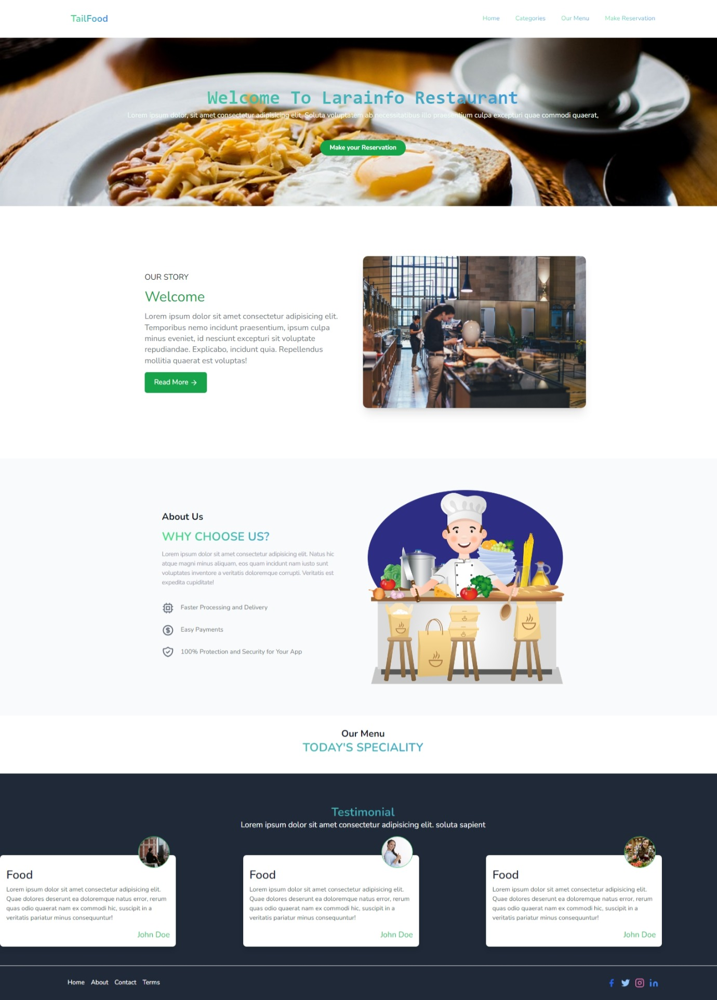 TailFood
Home Categories Our Menu Make Reservation
Welcome To Larainfo Restaurant
Lorem ipsum dolor, sit amet consectetur adipisicing elit. Soluta voluptatem ab necessitatibus illo praesentium culpa excepturi quae commodi quaerat,
Make your Reservation
OUR STORY
Welcome
Lorem ipsum dolor sit amet consectetur adipisicing elit.
Temporibus nemo incidunt praesentium, ipsum culpa
minus eveniet, id nesciunt excepturi sit voluptate
repudiandae. Explicabo, incidunt quia. Repellendus
mollitia quaerat est voluptas!
Read More →
About Us
WHY CHOOSE US?
Lorem ipsum dolor sit amet consectetur adipisicing elit. Natus hic
atque magni minus aliquam, eos quam incidunt nam iusto sunt
voluptates inventore a veritatis doloremque corrupti. Veritatis est
expedita cupiditate!
Faster Processing and Delivery
Easy Payments
100% Protection and Security for Your App
Our Menu
TODAY'S SPECIALITY
Testimonial
Lorem ipsum dolor sit amet consectetur adipisicing elit. soluta sapient
Food
Lorem ipsum dolor sit amet consectetur adipisicing elit.
Quae dolores deserunt ea doloremque natus error, rerum
quas odio quaerat nam ex commodi hic, suscipit in a
veritatis pariatur minus consequuntur!
John Doe
Food
Lorem ipsum dolor sit amet consectetur adipisicing elit.
Quae dolores deserunt ea doloremque natus error, rerum
quas odio quaerat nam ex commodi hic, suscipit in a
veritatis pariatur minus consequuntur!
John Doe
Food
Lorem ipsum dolor sit amet consectetur adipisicing elit.
Quae dolores deserunt ea doloremque natus error, rerum
quas odio quaerat nam ex commodi hic, suscipit in a
veritatis pariatur minus consequuntur!
John Doe
Home About Contact Terms